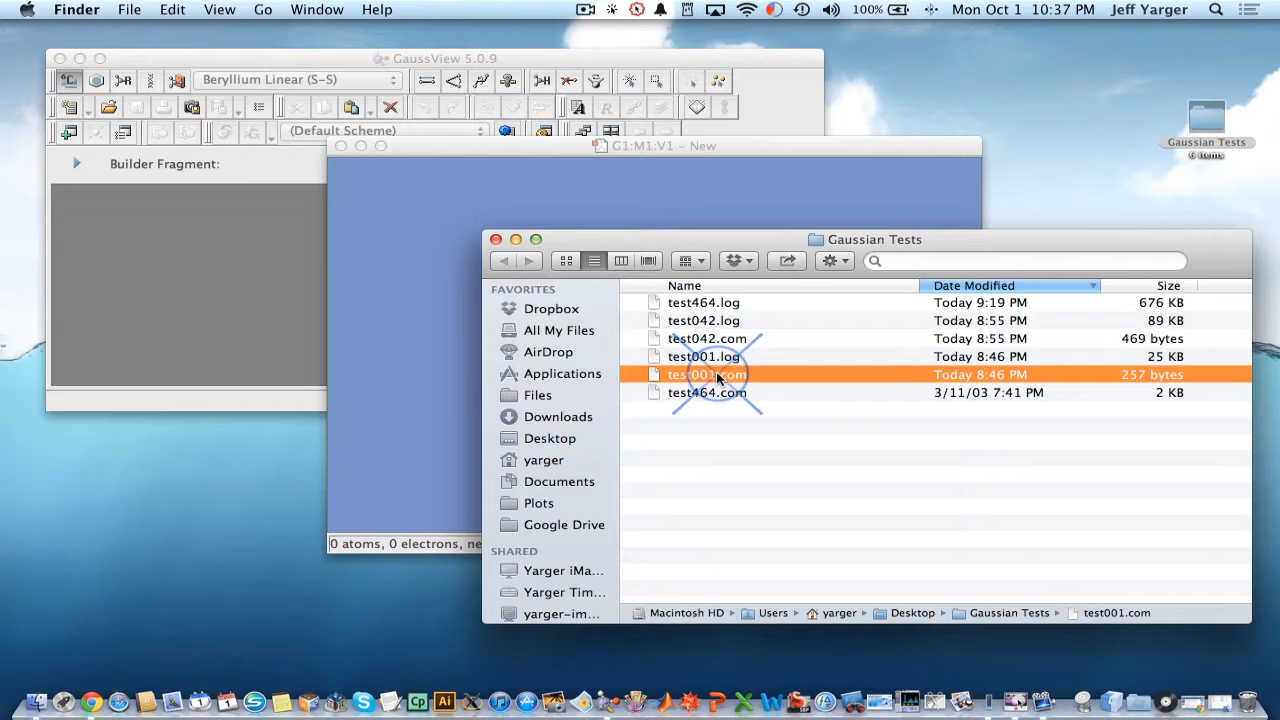 Finder File Edit View Go Window Help 100% Mon Oct 1 10:37 PM Jeff Yarger
GaussView 5.0.9
Beryllium Linear (S-S)
(Default Scheme)
Builder Fragment:
G1:M1:V1 - New
0 atoms, 0 electrons, ne
Gaussian Tests
6 items
Gaussian Tests
FAVORITES
Dropbox
All My Files
AirDrop
Applications
Files
Downloads
Desktop
yarger
Documents
Plots
Google Drive
SHARED
Yarger iMa...
Yarger Tim...
yarger-im...
Name Date Modified Size
test464.log Today 9:19 PM 676 KB
test042.log Today 8:55 PM 89 KB
test042.com Today 8:55 PM 469 bytes
test001.log Today 8:46 PM 25 KB
test001.com Today 8:46 PM 257 bytes
test464.com 3/11/03 7:41 PM 2 KB
Macintosh HD Users yarger Desktop Gaussian Tests test001.com